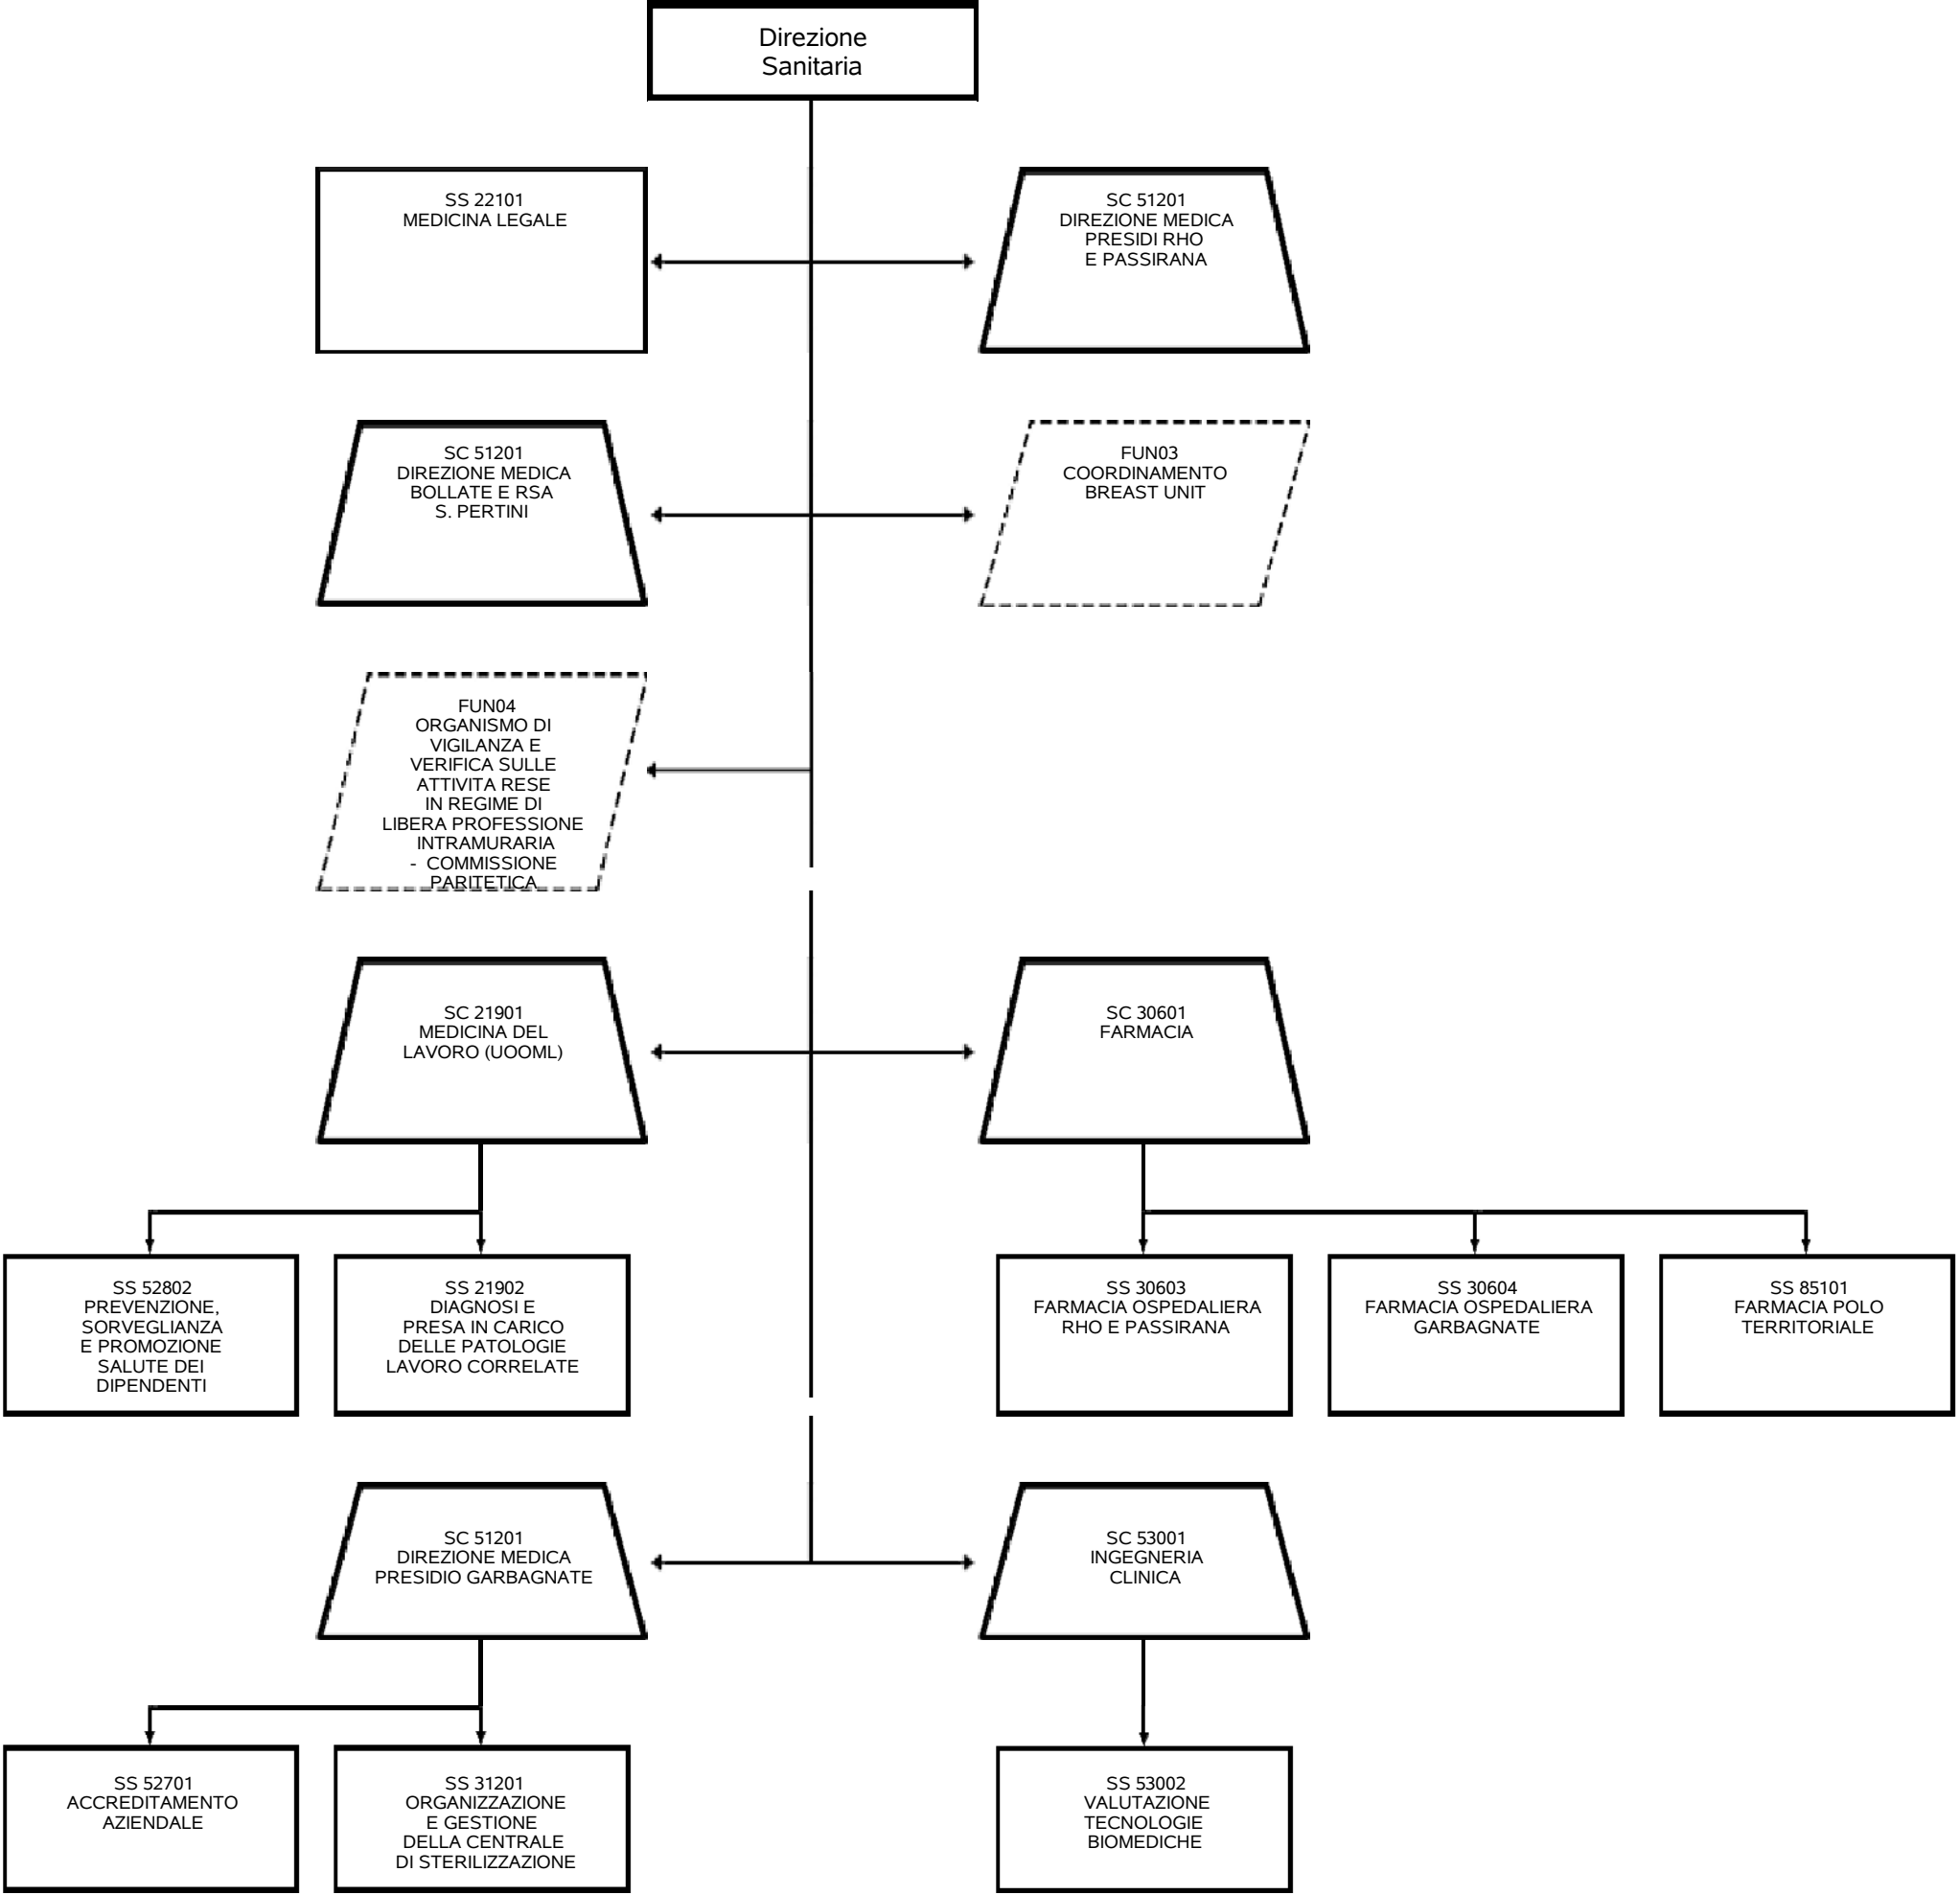 Direzione
Sanitaria
SS 22101
MEDICINA LEGALE
SC 51201
DIREZIONE MEDICA
PRESIDI RHO
E PASSIRANA
SC 51201
DIREZIONE MEDICA
BOLLATE E RSA
S. PERTINI
FUN03
COORDINAMENTO
BREAST UNIT
FUN04
ORGANISMO DI
VIGILANZA E
VERIFICA SULLE
ATTIVITA RESE
IN REGIME DI
LIBERA PROFESSIONE
INTRAMURARIA
- COMMISSIONE
PARITETICA
SC 21901
MEDICINA DEL
LAVORO (UOOML)
SC 30601
FARMACIA
SS 52802
PREVENZIONE,
SORVEGLIANZA
E PROMOZIONE
SALUTE DEI
DIPENDENTI
SS 21902
DIAGNOSI E
PRESA IN CARICO
DELLE PATOLOGIE
LAVORO CORRELATE
SS 30603
FARMACIA OSPEDALIERA
RHO E PASSIRANA
SS 30604
FARMACIA OSPEDALIERA
GARBAGNATE
SS 85101
FARMACIA POLO
TERRITORIALE
SC 51201
DIREZIONE MEDICA
PRESIDIO GARBAGNATE
SC 53001
INGEGNERIA
CLINICA
SS 52701
ACCREDITAMENTO
AZIENDALE
SS 31201
ORGANIZZAZIONE
E GESTIONE
DELLA CENTRALE
DI STERILIZZAZIONE
SS 53002
VALUTAZIONE
TECNOLOGIE
BIOMEDICHE